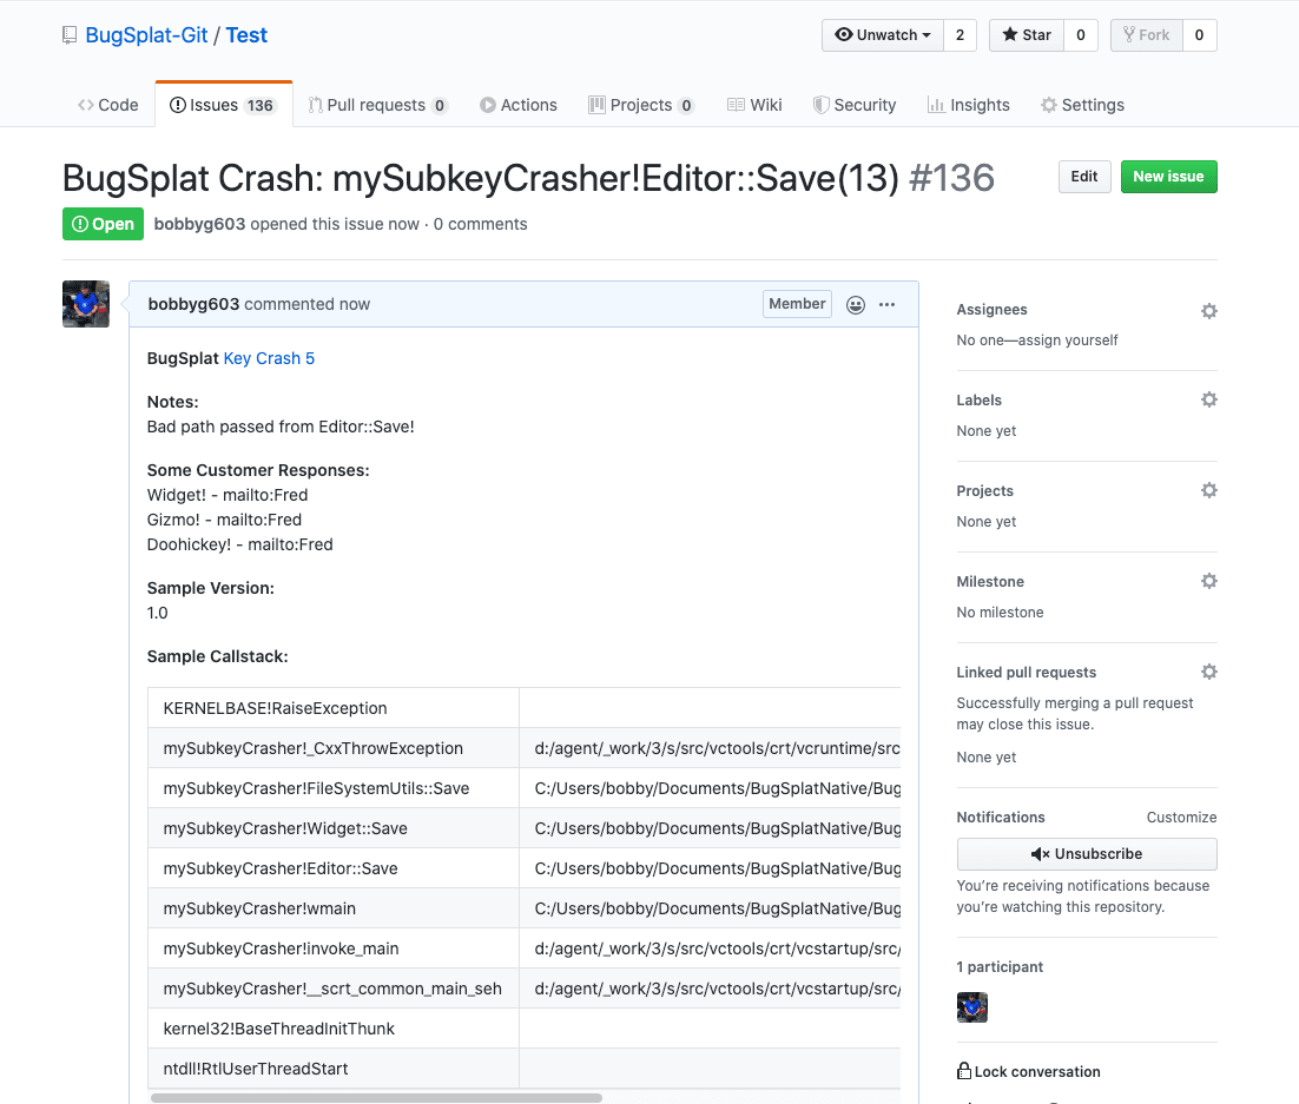 BugSplat-Git / Test
Unwatch 2 Star 0 Fork 0
Code Issues 136 Pull requests 0 Actions Projects 0 Wiki Security Insights Settings
BugSplat Crash: mySubkeyCrasher!Editor::Save(13) #136
Edit New issue
Open bobbyg603 opened this issue now · 0 comments
bobbyg603 commented now
Member
BugSplat Key Crash 5
Notes:
Bad path passed from Editor::Save!
Some Customer Responses:
Widget! - mailto:Fred
Gizmo! - mailto:Fred
Doohickey! - mailto:Fred
Sample Version:
1.0
Sample Callstack:
KERNELBASE!RaiseException
mySubkeyCrasher!_CxxThrowException d:/agent/_work/3/s/src/vctools/crt/vcruntime/src
mySubkeyCrasher!FileSystemUtils::Save C:/Users/bobby/Documents/BugSplatNative/Bug
mySubkeyCrasher!Widget::Save C:/Users/bobby/Documents/BugSplatNative/Bug
mySubkeyCrasher!Editor::Save C:/Users/bobby/Documents/BugSplatNative/Bug
mySubkeyCrasher!wmain C:/Users/bobby/Documents/BugSplatNative/Bug
mySubkeyCrasher!invoke_main d:/agent/_work/3/s/src/vctools/crt/vcstartup/src/
mySubkeyCrasher!__scrt_common_main_seh d:/agent/_work/3/s/src/vctools/crt/vcstartup/src/
kernel32!BaseThreadInitThunk
ntdll!RtlUserThreadStart
Assignees
No one—assign yourself
Labels
None yet
Projects
None yet
Milestone
No milestone
Linked pull requests
Successfully merging a pull request
may close this issue.
None yet
Notifications Customize
Unsubscribe
You're receiving notifications because
you're watching this repository.
1 participant
Lock conversation